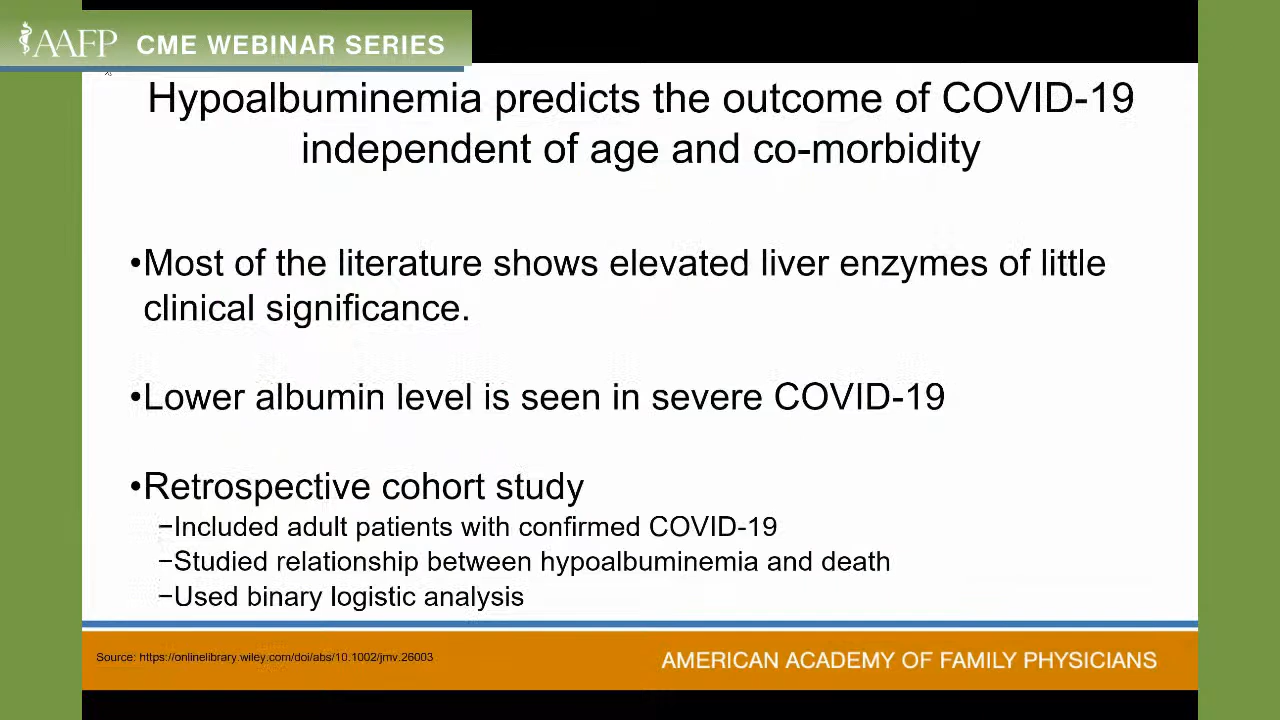 AAFP CME WEBINAR SERIES
Hypoalbuminemia predicts the outcome of COVID-19
independent of age and co-morbidity
•Most of the literature shows elevated liver enzymes of little
clinical significance.
•Lower albumin level is seen in severe COVID-19
•Retrospective cohort study
−Included adult patients with confirmed COVID-19
−Studied relationship between hypoalbuminemia and death
−Used binary logistic analysis
Source: https://onlinelibrary.wiley.com/doi/abs/10.1002/jmv.26003
AMERICAN ACADEMY OF FAMILY PHYSICIANS